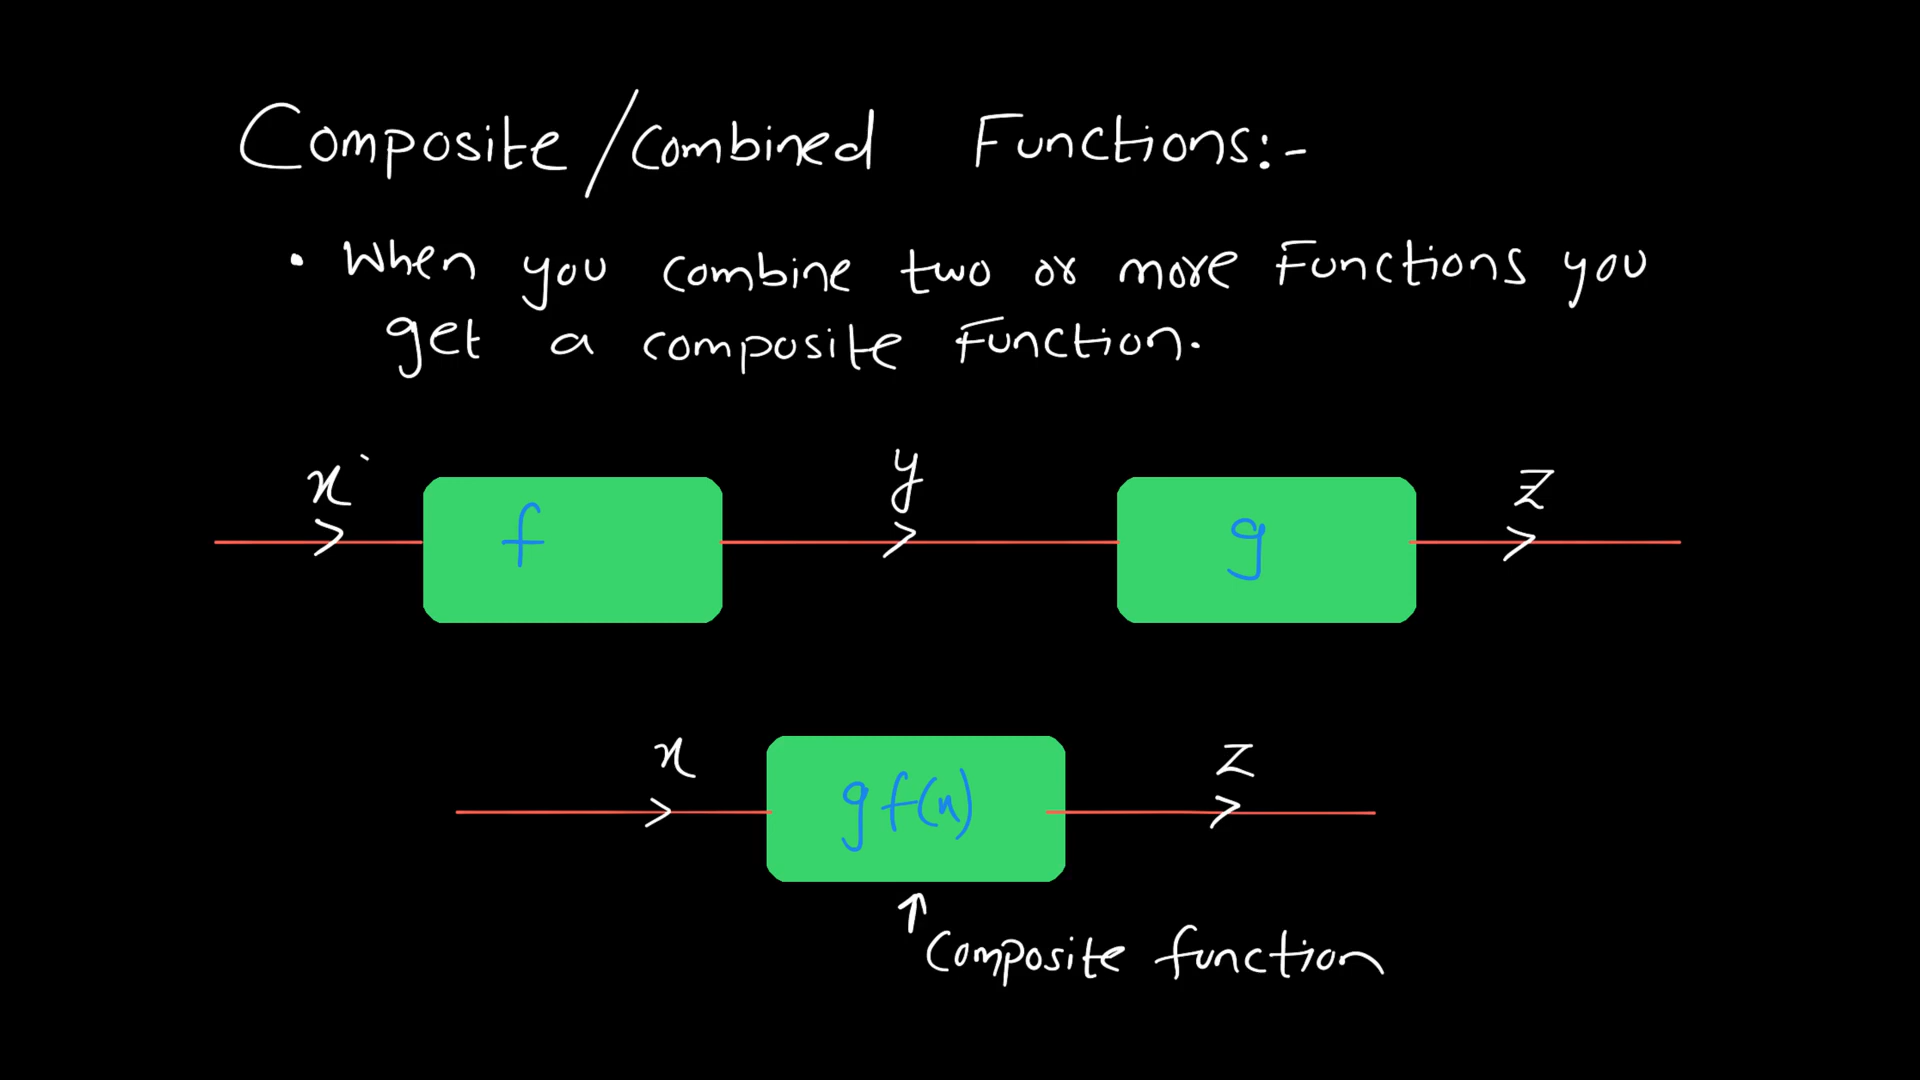 Composite/combined Functions:-
• When you combine two or more Functions you
get a composite Function.
x y z
f g
x z
gf(x)
↑
Composite function